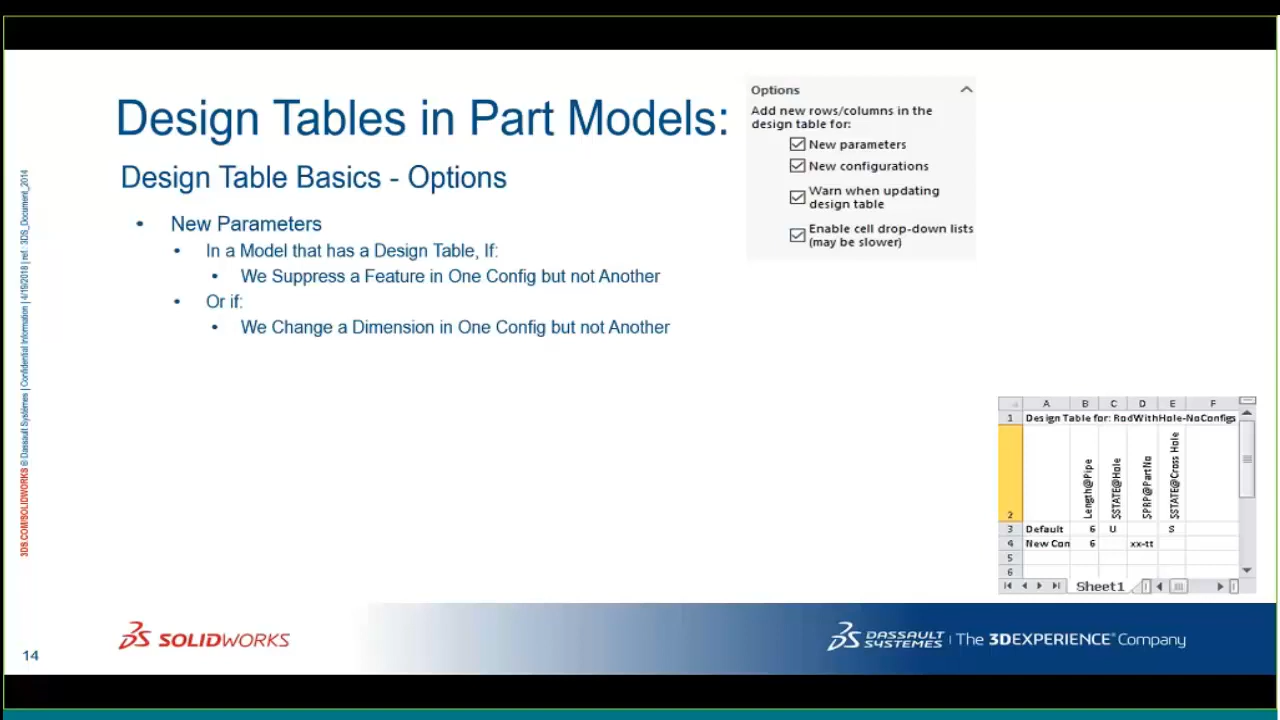 Design Tables in Part Models:
Design Table Basics - Options
• New Parameters
• In a Model that has a Design Table, If:
• We Suppress a Feature in One Config but not Another
• Or if:
• We Change a Dimension in One Config but not Another
Options
Add new rows/columns in the
design table for:
New parameters
New configurations
Warn when updating
design table
Enable cell drop-down lists
(may be slower)
3DS.COM/SOLIDWORKS © Dassault Systèmes | Confidential Information | 4/19/2018 | ref.: 3DS_Document_2014
A B C D E F
1 Design Table for: RodWithHole-NoConfigs
2 Length@Pipe $STATE@Hole $PRP@PartNo $STATE@Cross Hole
3 Default 6 U S
4 New Con 6 xx-tt
5
6
Sheet1
SOLIDWORKS
DASSAULT SYSTEMES | The 3DEXPERIENCE® Company
14